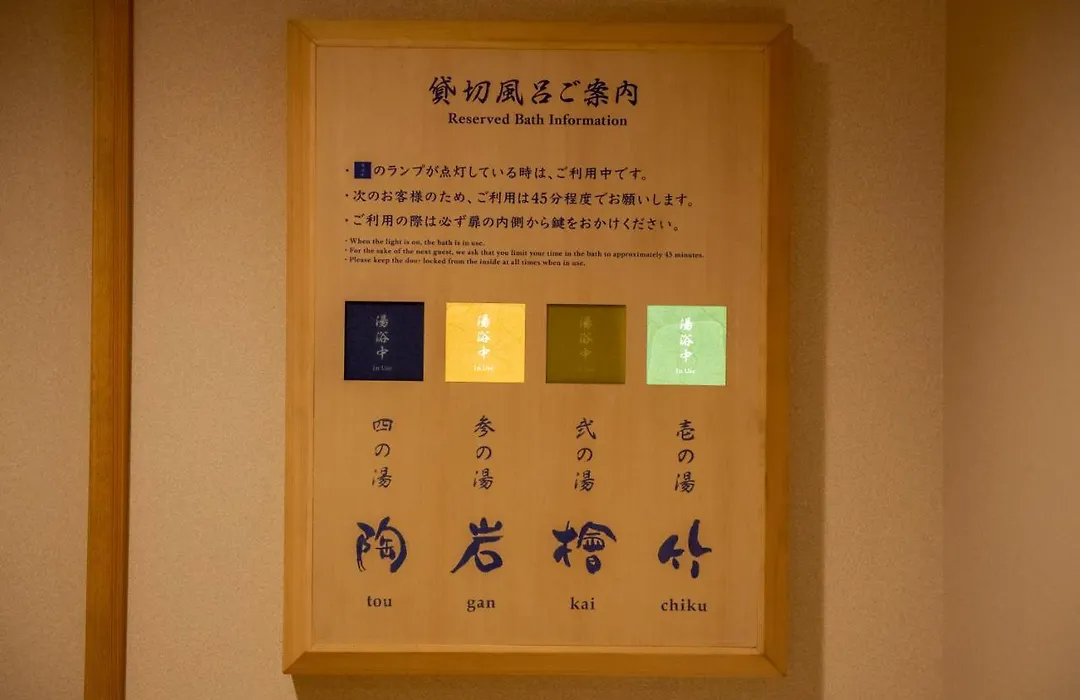 貸切風呂ご案内
Reserved Bath Information
・湯浴中のランプが点灯している時は、ご利用中です。
・次のお客様のため、ご利用は45分程度でお願いします。
・ご利用の際は必ず扉の内側から鍵をおかけください。
・When the light is on, the bath is in use.
・For the sake of the next guest, we ask that you limit your time in the bath to approximately 45 minutes.
・Please keep the door locked from the inside at all times when in use.
湯浴中
In Use
湯浴中
In Use
湯浴中
In Use
湯浴中
In Use
壱の湯
弐の湯
参の湯
四の湯
竹
檜
岩
陶
chiku
kai
gan
tou